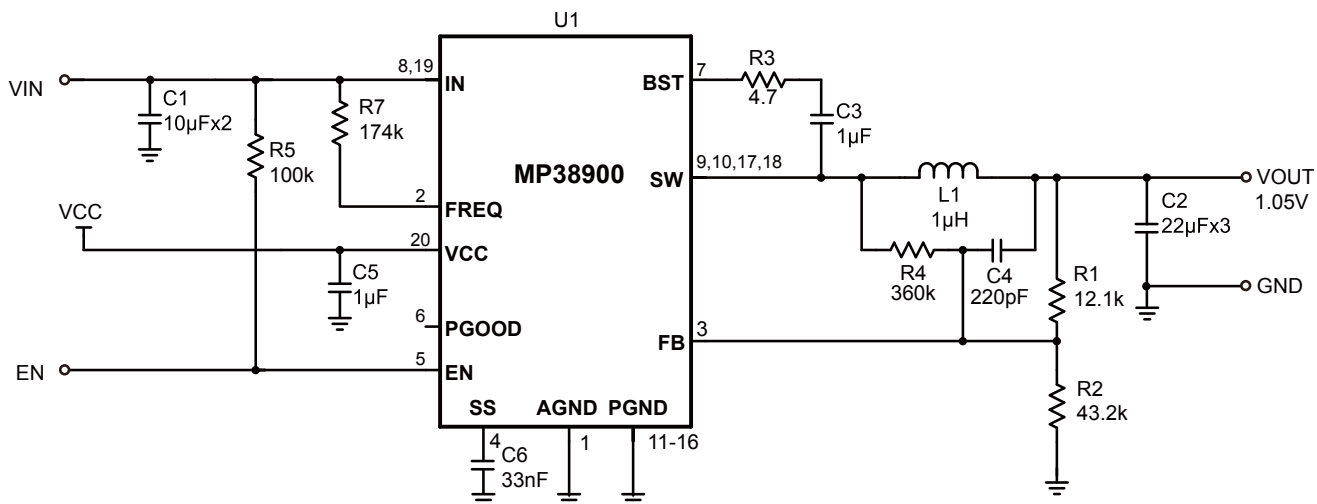 U1
VIN
8,19
IN
BST
7
R3
4.7
C1
10µFx2
R7
174k
C3
1µF
R5
100k
MP38900
SW
9,10,17,18
L1
1µH
VOUT
1.05V
C2
22µFx3
2
FREQ
VCC
20
VCC
R4
360k
C4
220pF
C5
1µF
R1
12.1k
GND
6
PGOOD
FB
3
EN
5
EN
R2
43.2k
SS
AGND
PGND
4
1
11-16
C6
33nF